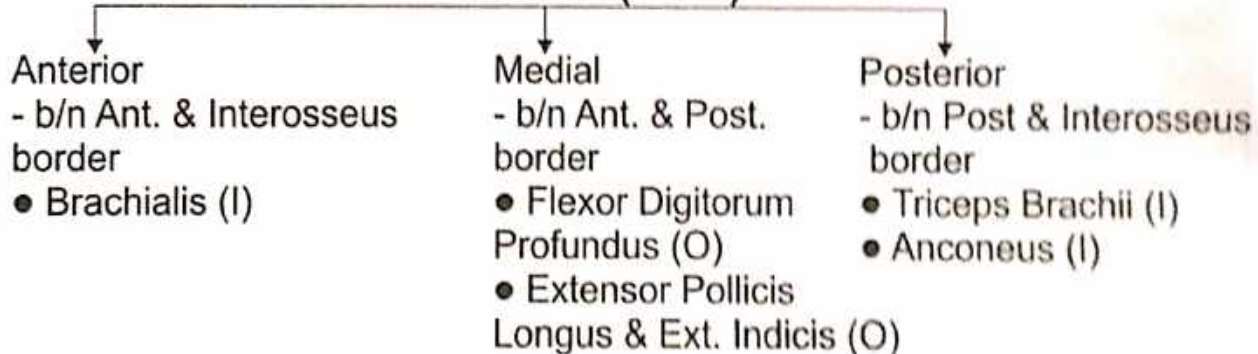 Anterior
- b/n Ant. & Interosseus
border
● Brachialis (I)
Medial
- b/n Ant. & Post.
border
● Flexor Digitorum
Profundus (O)
● Extensor Pollicis
Longus & Ext. Indicis (O)
Posterior
- b/n Post & Interosseus
border
● Triceps Brachii (I)
● Anconeus (I)